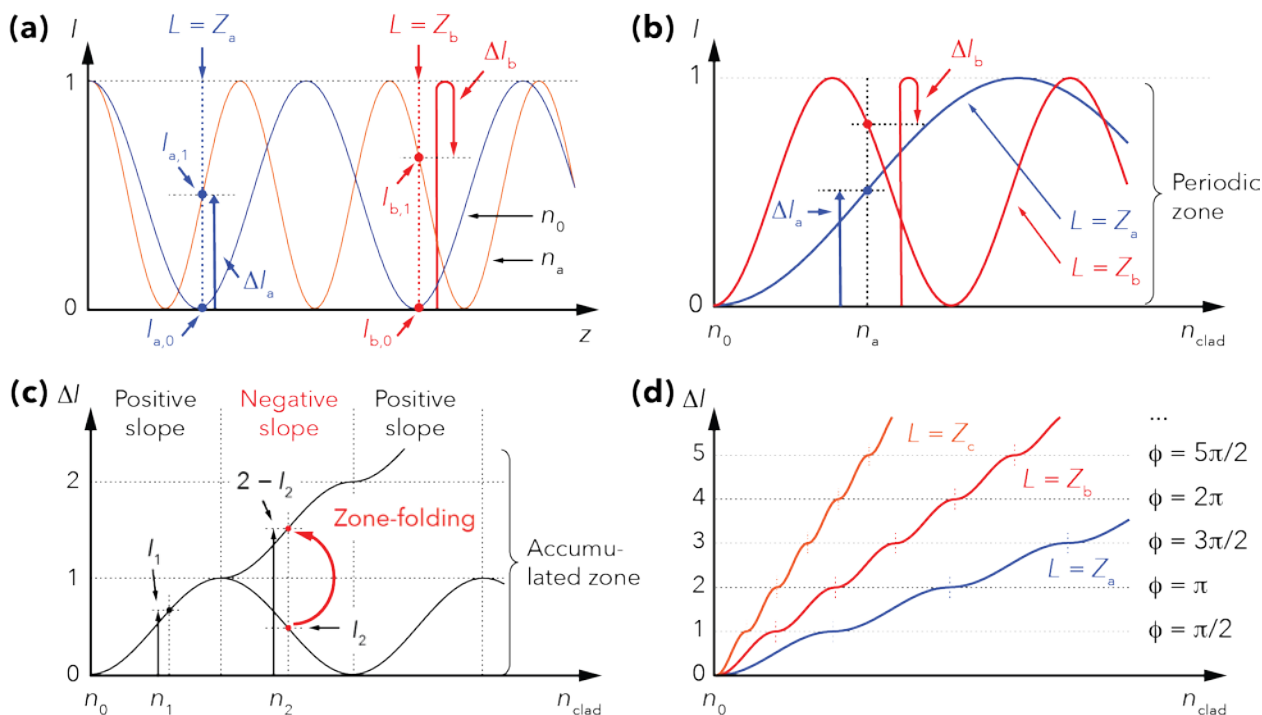 (a)
I
L = Z_a
L = Z_b
ΔI_b
1
I_a,1
I_b,1
n_0
n_a
ΔI_a
0
I_a,0
I_b,0
z
(b)
I
ΔI_b
1
ΔI_a
L = Z_a
L = Z_b
Periodic
zone
0
n_0
n_a
n_clad
(c)
ΔI
Positive
slope
Negative
slope
Positive
slope
2
2 – I_2
Zone-folding
I_1
1
I_2
Accumu-
lated zone
0
n_0
n_1
n_2
n_clad
(d)
ΔI
L = Z_c
L = Z_b
L = Z_a
...
5
ϕ = 5π/2
4
ϕ = 2π
3
ϕ = 3π/2
2
ϕ = π
1
ϕ = π/2
0
n_0
n_clad